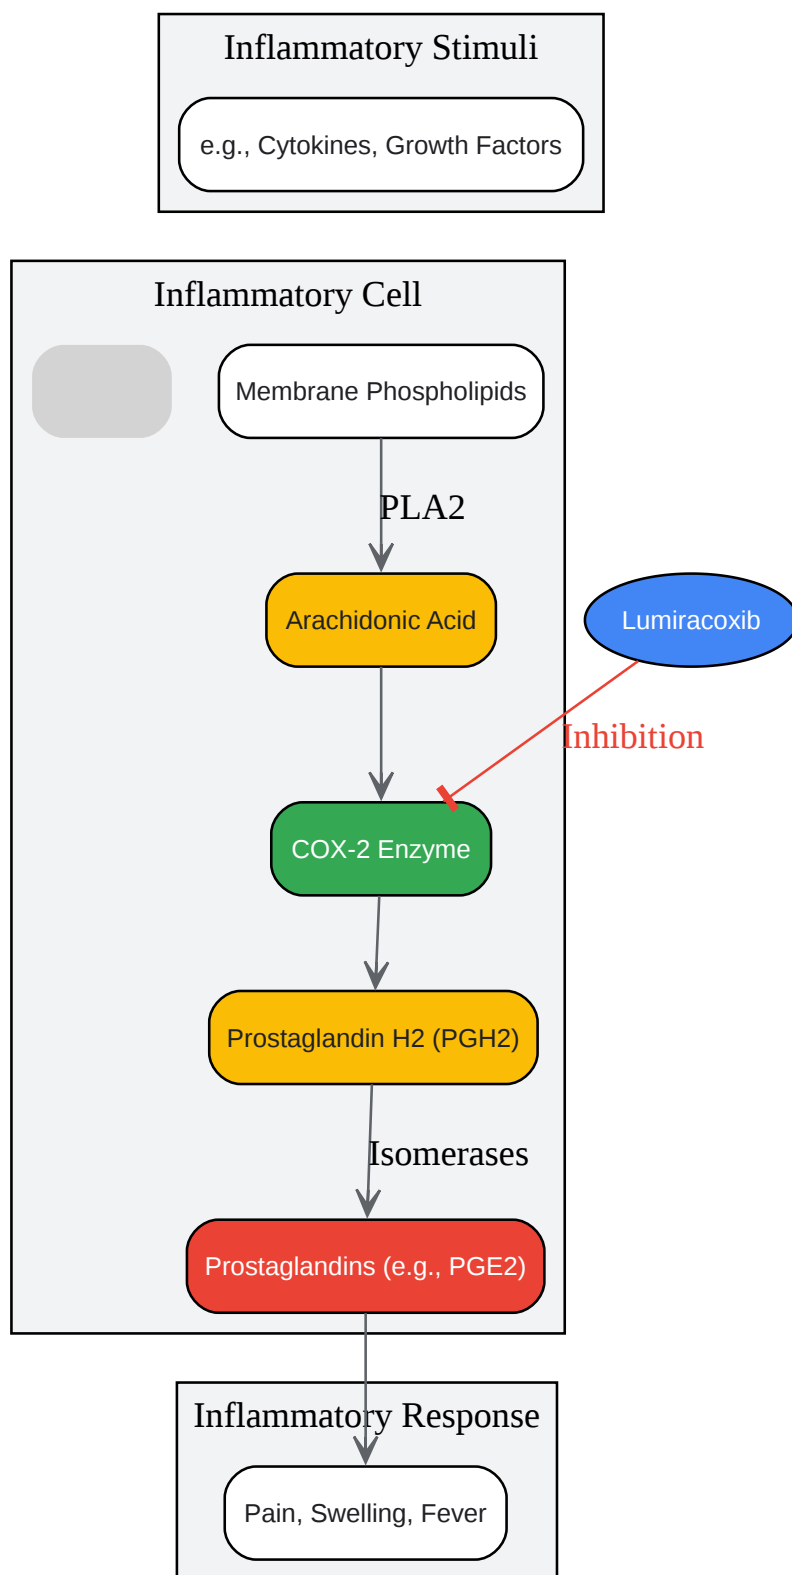 Inflammatory Stimuli
e.g., Cytokines, Growth Factors
Inflammatory Cell
Membrane Phospholipids
PLA2
Arachidonic Acid
Lumiracoxib
Inhibition
COX-2 Enzyme
Prostaglandin H2 (PGH2)
Isomerases
Prostaglandins (e.g., PGE2)
Inflammatory Response
Pain, Swelling, Fever